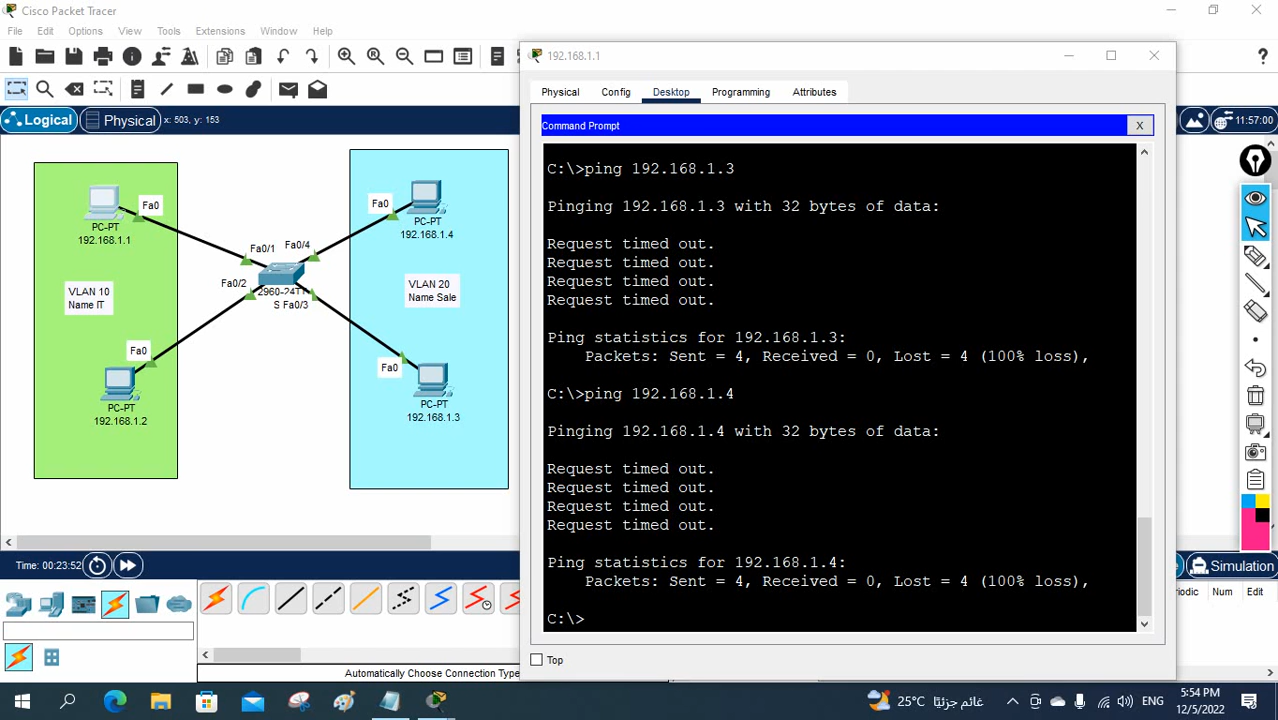 Cisco Packet Tracer
File Edit Options View Tools Extensions Window Help
Logical Physical x: 503, y: 153
11:57:00
Fa0
PC-PT
192.168.1.1
VLAN 10
Name IT
Fa0
PC-PT
192.168.1.2
Fa0/1
Fa0/4
Fa0/2
S Fa0/3
Fa0
PC-PT
192.168.1.4
VLAN 20
Name Sale
Fa0
PC-PT
192.168.1.3
192.168.1.1
Physical Config Desktop Programming Attributes
Command Prompt
X
C:\>ping 192.168.1.3
Pinging 192.168.1.3 with 32 bytes of data:
Request timed out.
Request timed out.
Request timed out.
Request timed out.
Ping statistics for 192.168.1.3:
Packets: Sent = 4, Received = 0, Lost = 4 (100% loss),
C:\>ping 192.168.1.4
Pinging 192.168.1.4 with 32 bytes of data:
Request timed out.
Request timed out.
Request timed out.
Request timed out.
Ping statistics for 192.168.1.4:
Packets: Sent = 4, Received = 0, Lost = 4 (100% loss),
C:\>
Top
Time: 00:23:52
Simulation
Num Edit
Automatically Choose Connection Type
25°C غائم جزئيًا
ENG
5:54 PM
12/5/2022